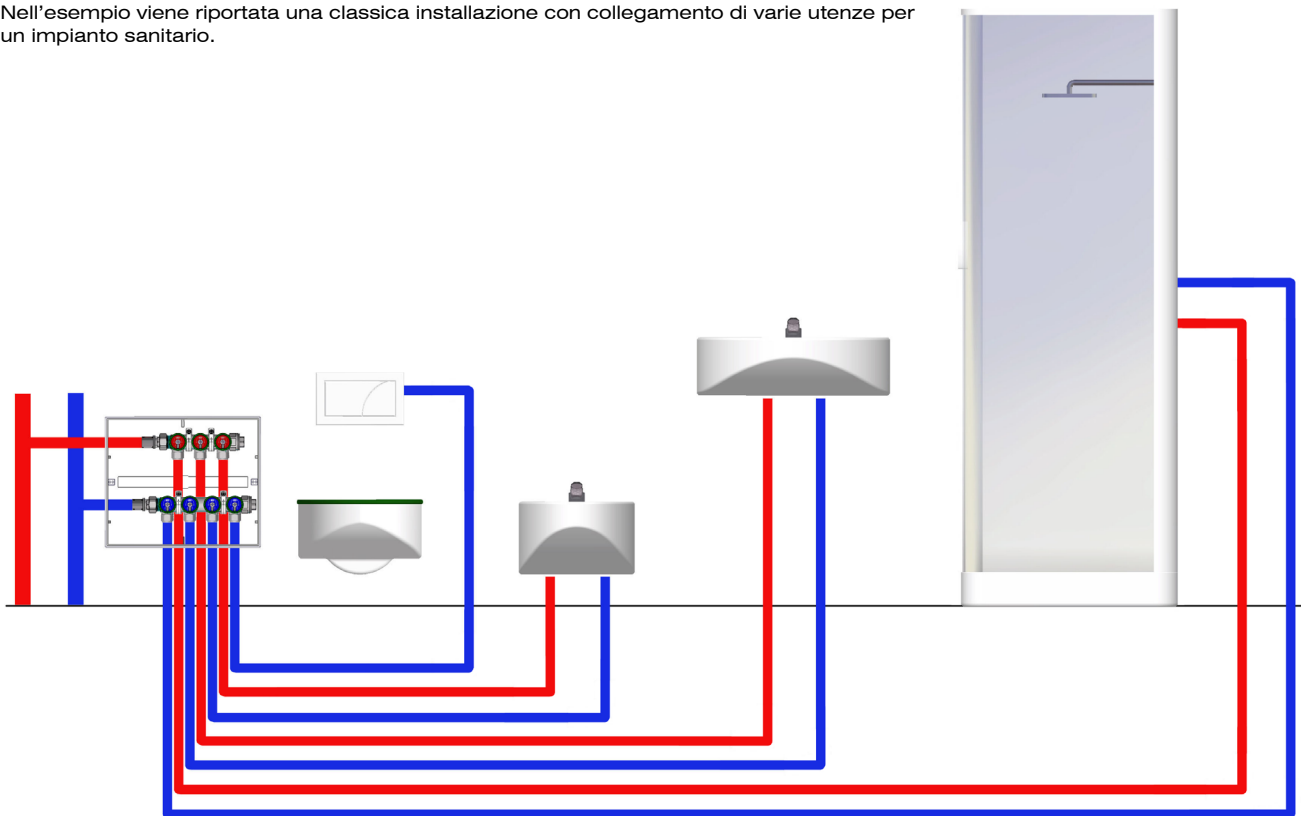 Nell’esempio viene riportata una classica installazione con collegamento di varie utenze per
un impianto sanitario.